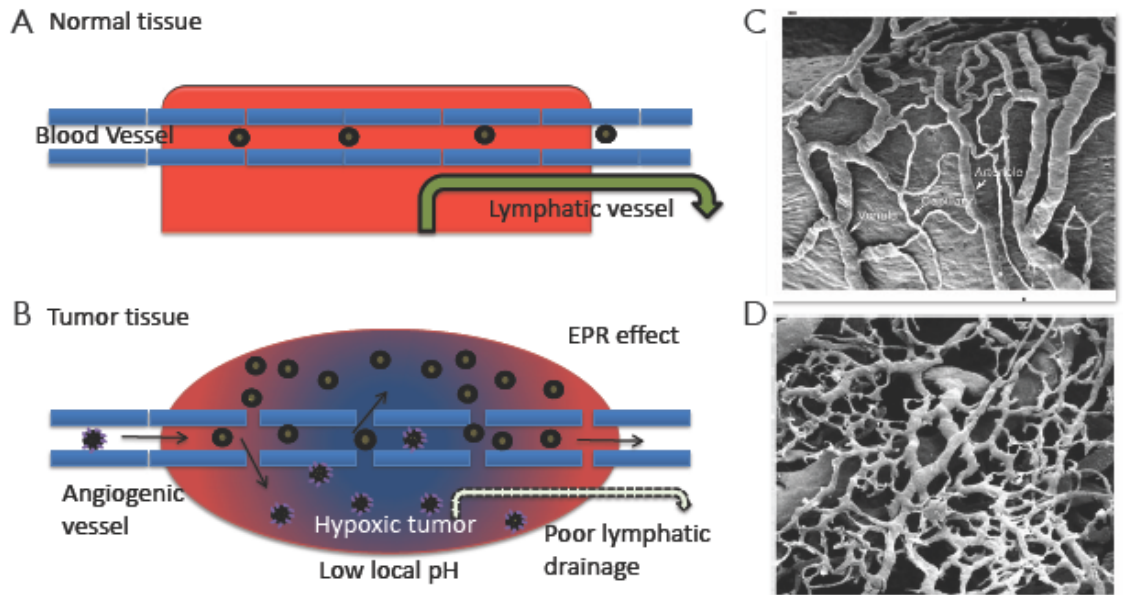 A Normal tissue
Blood Vessel
Lymphatic vessel
B Tumor tissue
EPR effect
Angiogenic
vessel
Hypoxic tumor
Low local pH
Poor lymphatic
drainage
C
Arteriole
Capillary
Venule
D